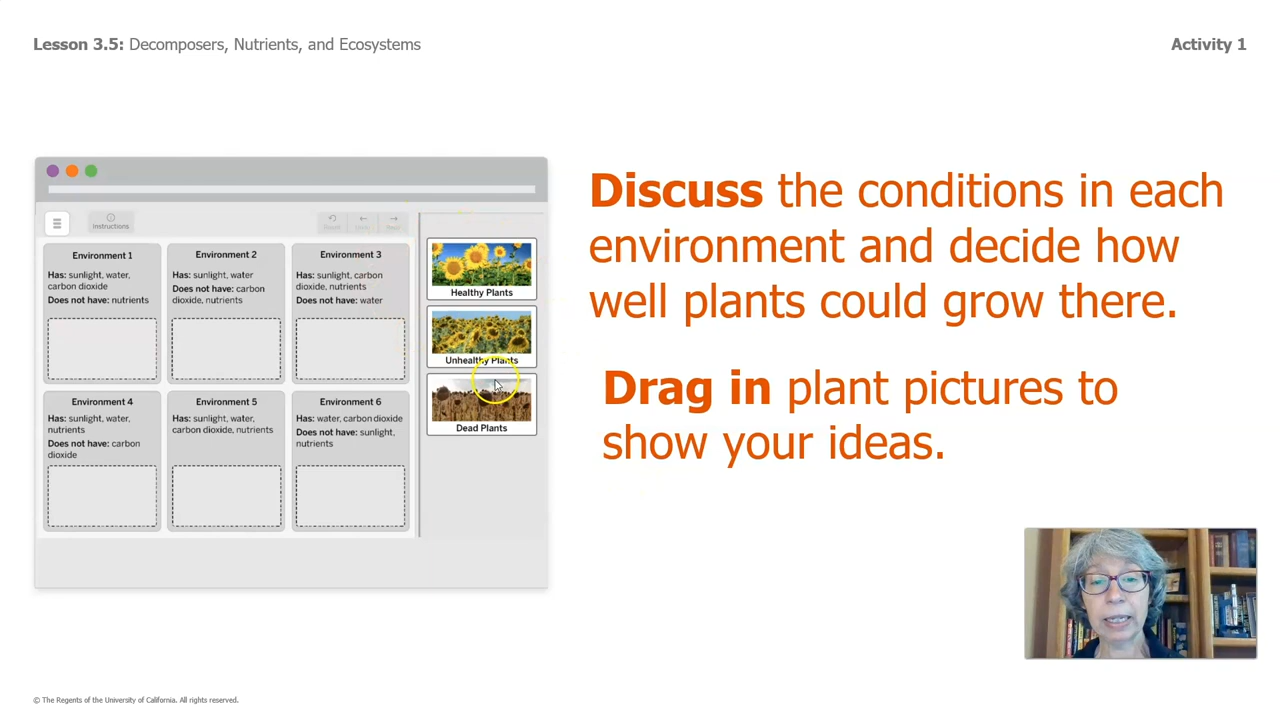 Lesson 3.5: Decomposers, Nutrients, and Ecosystems
Activity 1
Instructions
Environment 1
Has: sunlight, water,
carbon dioxide
Does not have: nutrients
Environment 2
Has: sunlight, water
Does not have: carbon
dioxide, nutrients
Environment 3
Has: sunlight, carbon
dioxide, nutrients
Does not have: water
Environment 4
Has: sunlight, water,
nutrients
Does not have: carbon
dioxide
Environment 5
Has: sunlight, water,
carbon dioxide, nutrients
Environment 6
Has: water, carbon dioxide
Does not have: sunlight,
nutrients
Healthy Plants
Unhealthy Plants
Dead Plants
Discuss the conditions in each
environment and decide how
well plants could grow there.
Drag in plant pictures to
show your ideas.
© The Regents of the University of California. All rights reserved.